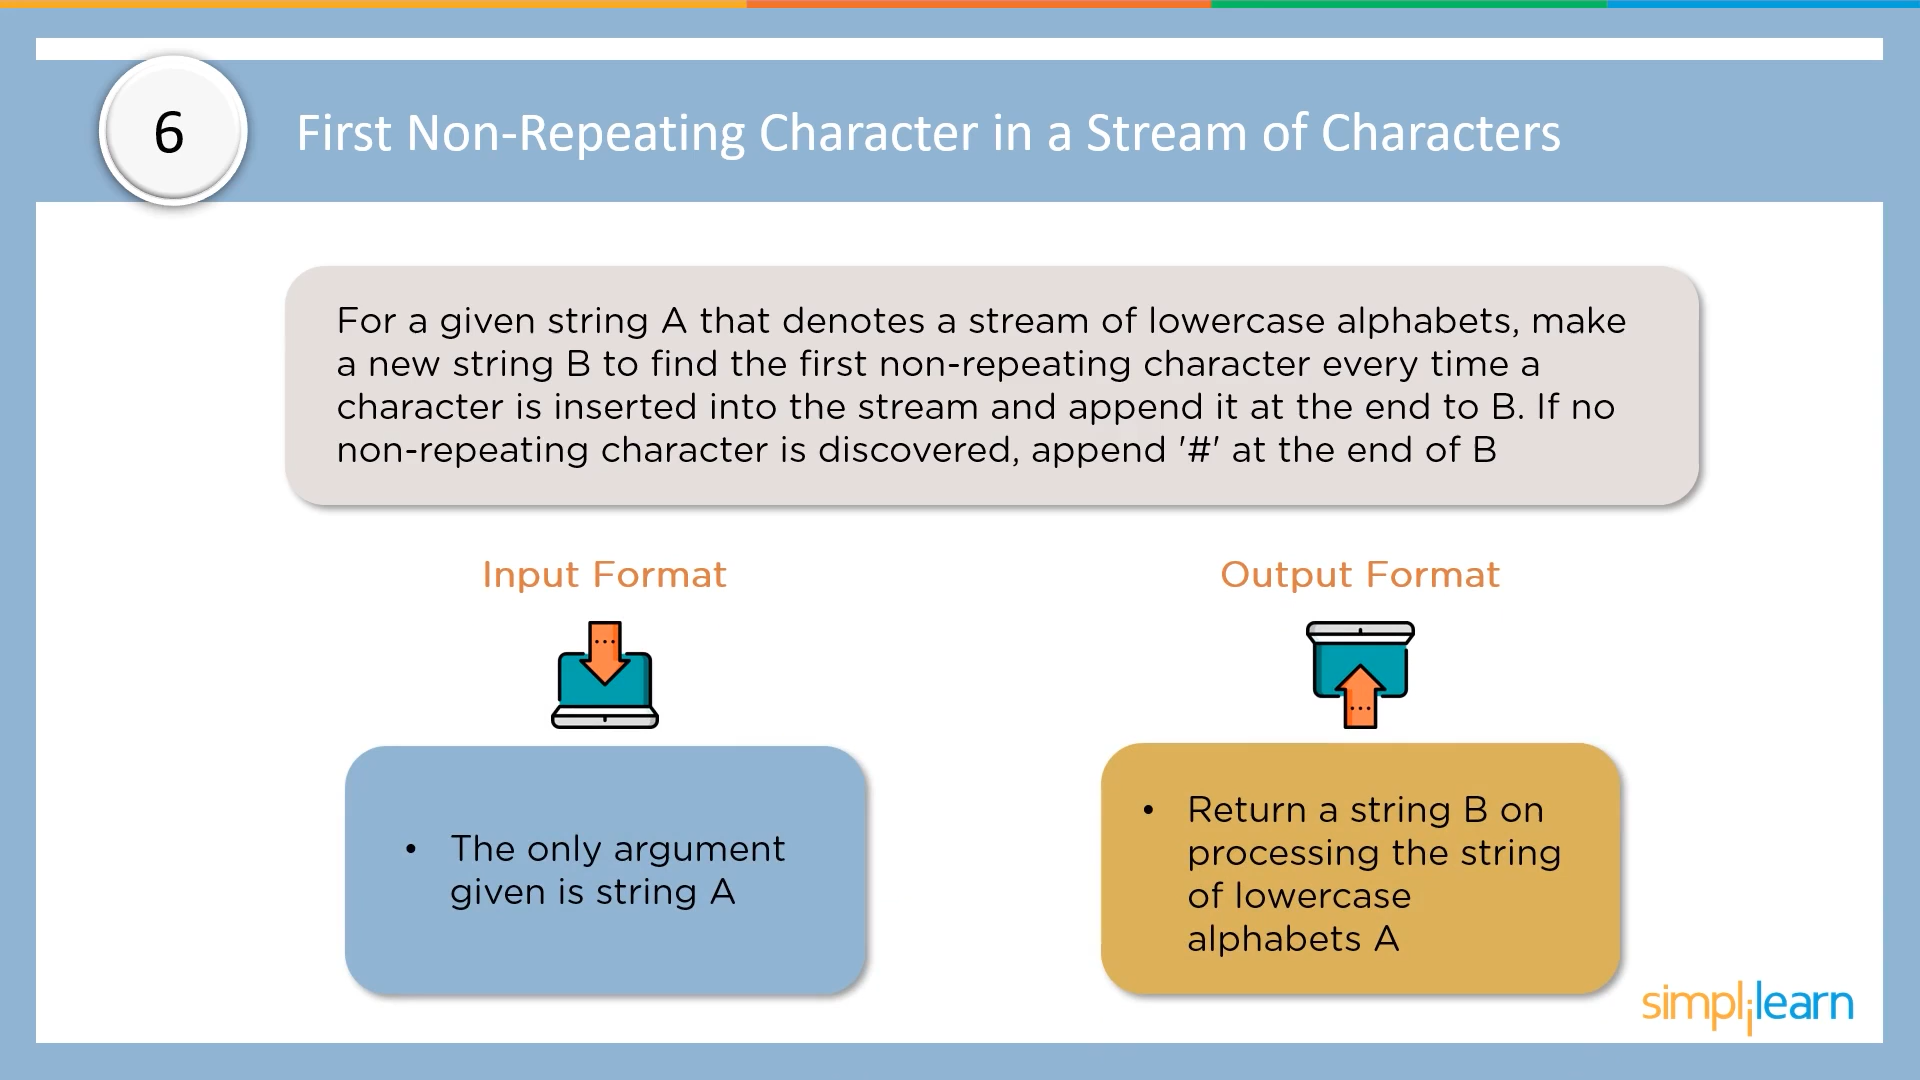 6
First Non-Repeating Character in a Stream of Characters
For a given string A that denotes a stream of lowercase alphabets, make
a new string B to find the first non-repeating character every time a
character is inserted into the stream and append it at the end to B. If no
non-repeating character is discovered, append '#' at the end of B
Input Format
• The only argument
given is string A
Output Format
• Return a string B on
processing the string
of lowercase
alphabets A
simplilearn